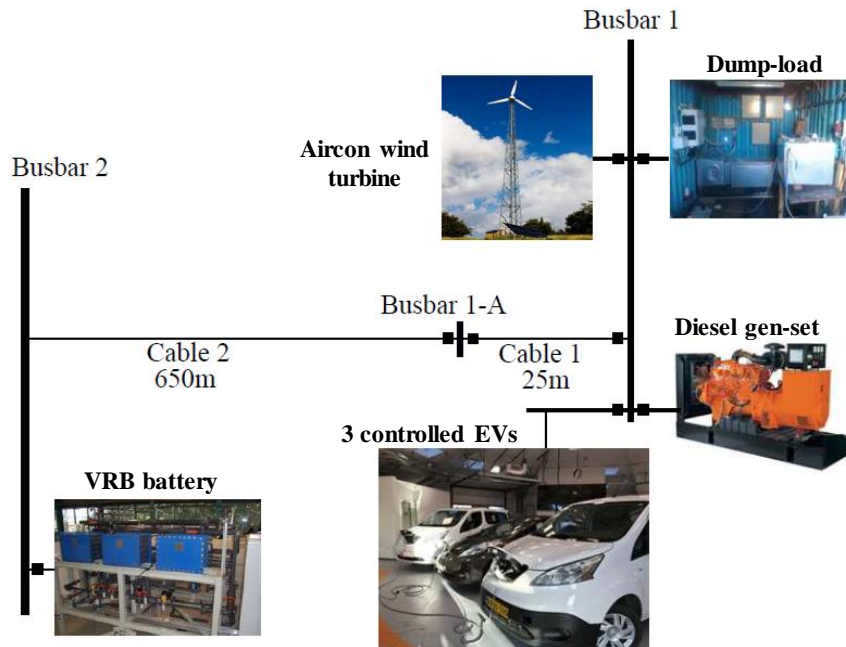 Busbar 1
Dump-load
Aircon wind
turbine
Busbar 2
Busbar 1-A
Diesel gen-set
Cable 2
650m
Cable 1
25m
3 controlled EVs
VRB battery